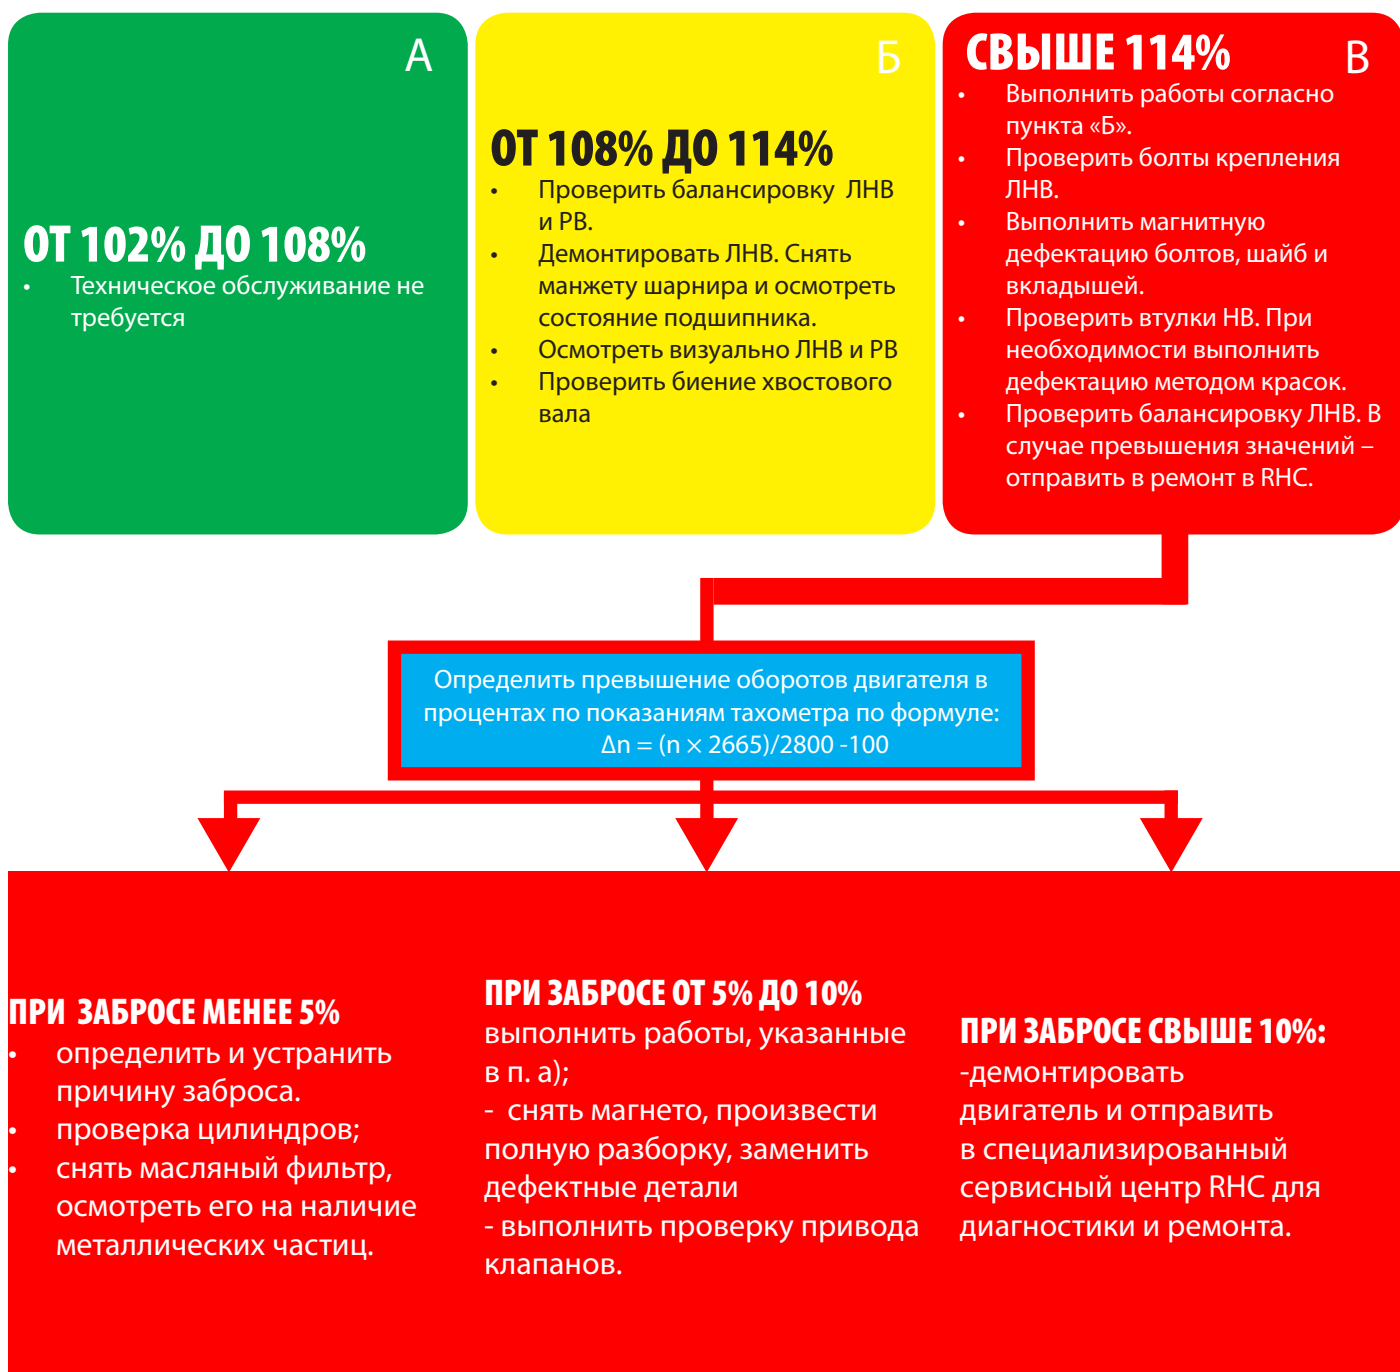 А
ОТ 102% ДО 108%
• Техническое обслуживание не
требуется
Б
ОТ 108% ДО 114%
• Проверить балансировку ЛНВ
и РВ.
• Демонтировать ЛНВ. Снять
манжету шарнира и осмотреть
состояние подшипника.
• Осмотреть визуально ЛНВ и РВ
• Проверить биение хвостового
вала
СВЫШЕ 114%
В
• Выполнить работы согласно
пункта «Б».
• Проверить болты крепления
ЛНВ.
• Выполнить магнитную
дефектацию болтов, шайб и
вкладышей.
• Проверить втулки НВ. При
необходимости выполнить
дефектацию методом красок.
• Проверить балансировку ЛНВ. В
случае превышения значений –
отправить в ремонт в RHC.
Определить превышение оборотов двигателя в
процентах по показаниям тахометра по формуле:
Δn = (n × 2665)/2800 -100
ПРИ ЗАБРОСЕ МЕНЕЕ 5%
• определить и устранить
причину заброса.
• проверка цилиндров;
• снять масляный фильтр,
осмотреть его на наличие
металлических частиц.
ПРИ ЗАБРОСЕ ОТ 5% ДО 10%
выполнить работы, указанные
в п. а);
- снять магнето, произвести
полную разборку, заменить
дефектные детали
- выполнить проверку привода
клапанов.
ПРИ ЗАБРОСЕ СВЫШЕ 10%:
-демонтировать
двигатель и отправить
в специализированный
сервисный центр RHC для
диагностики и ремонта.